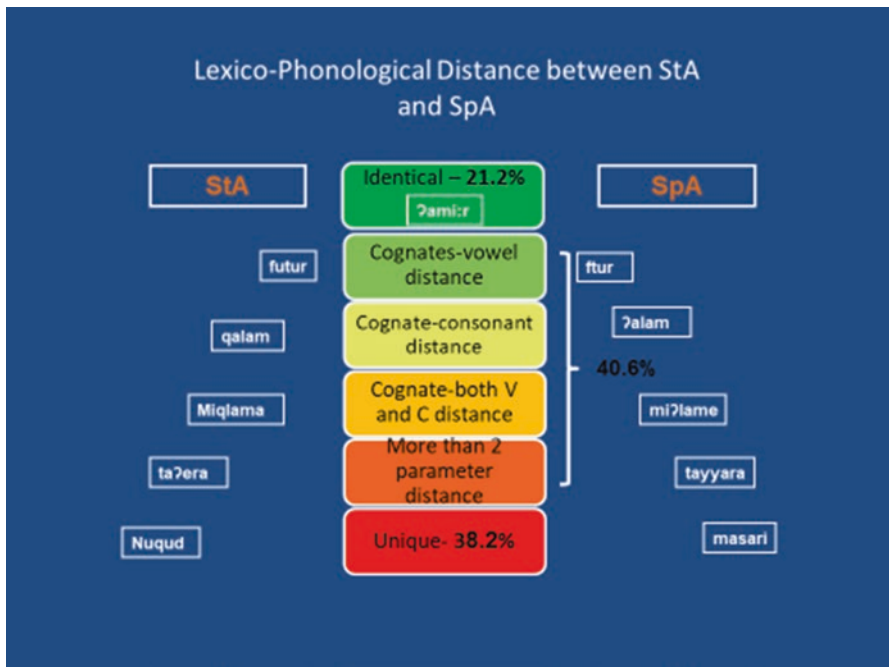 Lexico-Phonological Distance between StA
and SpA
StA
Identical – 21.2%
ʔami:r
SpA
futur
Cognates-vowel
distance
ftur
qalam
Cognate-consonant
distance
ʔalam
40.6%
Miqlama
Cognate-both V
and C distance
miʔlame
taʔera
More than 2
parameter
distance
tayyara
Nuqud
Unique- 38.2%
masari